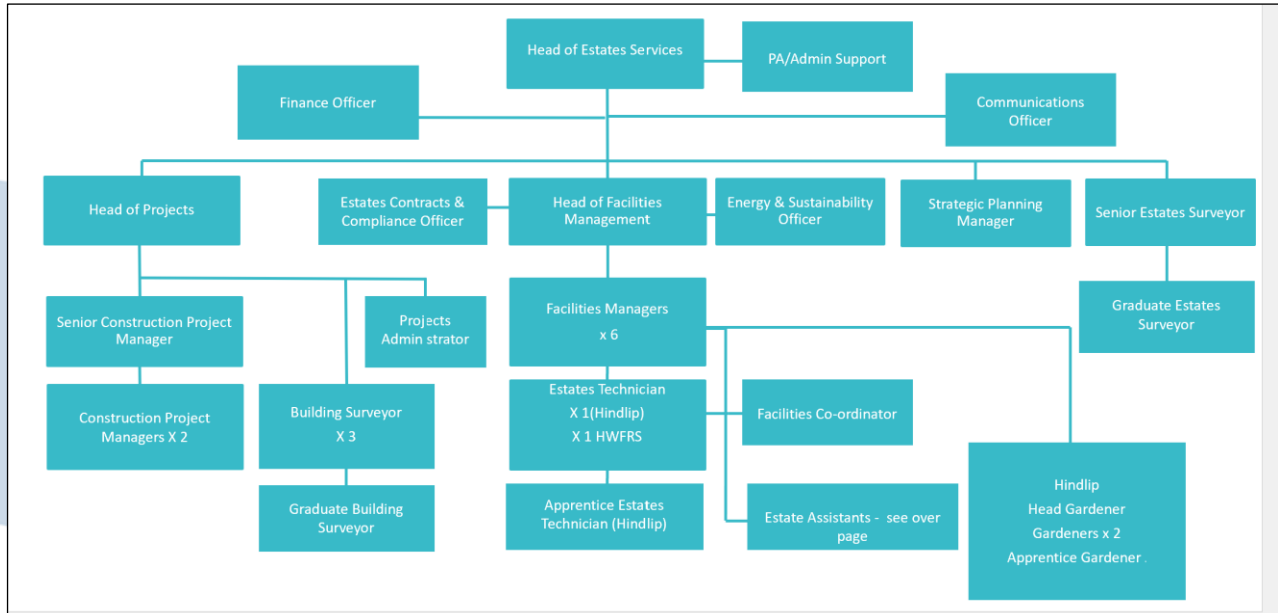 Head of Estates Services
PA/Admin Support
Finance Officer
Communications
Officer
Head of Projects
Estates Contracts &
Compliance Officer
Head of Facilities
Management
Energy & Sustainability
Officer
Strategic Planning
Manager
Senior Estates Surveyor
Senior Construction Project
Manager
Projects
Admin strator
Facilities Managers
x 6
Graduate Estates
Surveyor
Construction Project
Managers X 2
Building Surveyor
X 3
Estates Technician
X 1(Hindlip)
X 1 HWFRS
Facilities Co-ordinator
Graduate Building
Surveyor
Apprentice Estates
Technician (Hindlip)
Estate Assistants - see over
page
Hindlip
Head Gardener
Gardeners x 2
Apprentice Gardener .